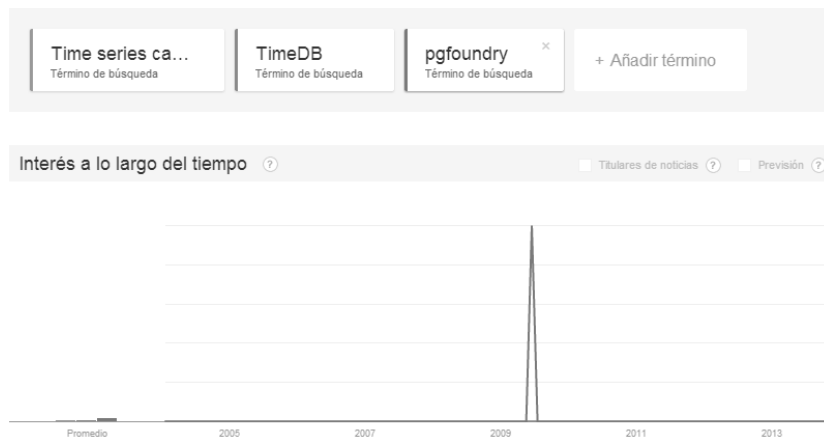 Time series ca...
Término de búsqueda
TimeDB
Término de búsqueda
pgfoundry
×
Término de búsqueda
+ Añadir término
Interés a lo largo del tiempo ?
Titulares de noticias ?
Previsión ?
Promedio
2005
2007
2009
2011
2013